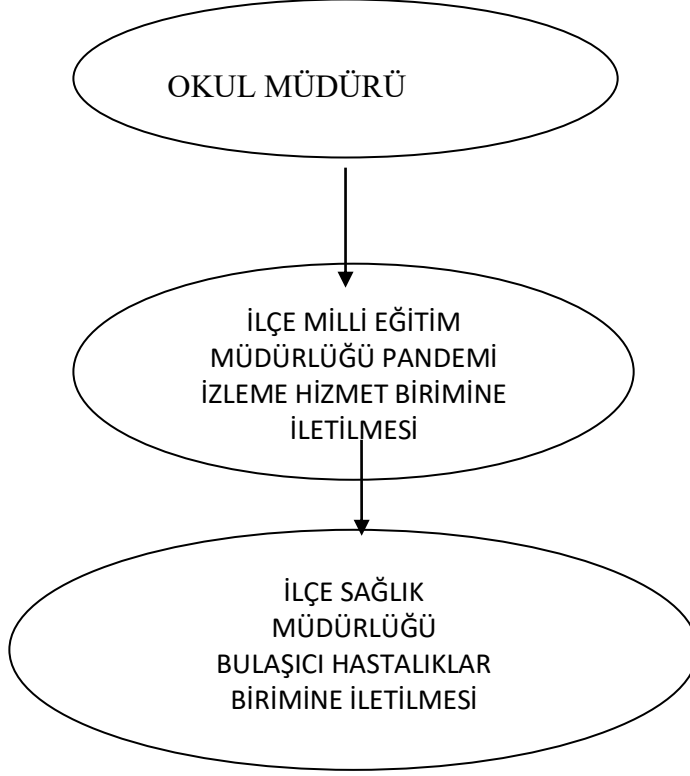 OKUL MÜDÜRÜ
İLÇE MİLLİ EĞİTİM
MÜDÜRLÜĞÜ PANDEMİ
İZLEME HİZMET BİRİMİNE
İLETİLMESİ
İLÇE SAĞLIK
MÜDÜRLÜĞÜ
BULAŞICI HASTALIKLAR
BİRİMİNE İLETİLMESİ